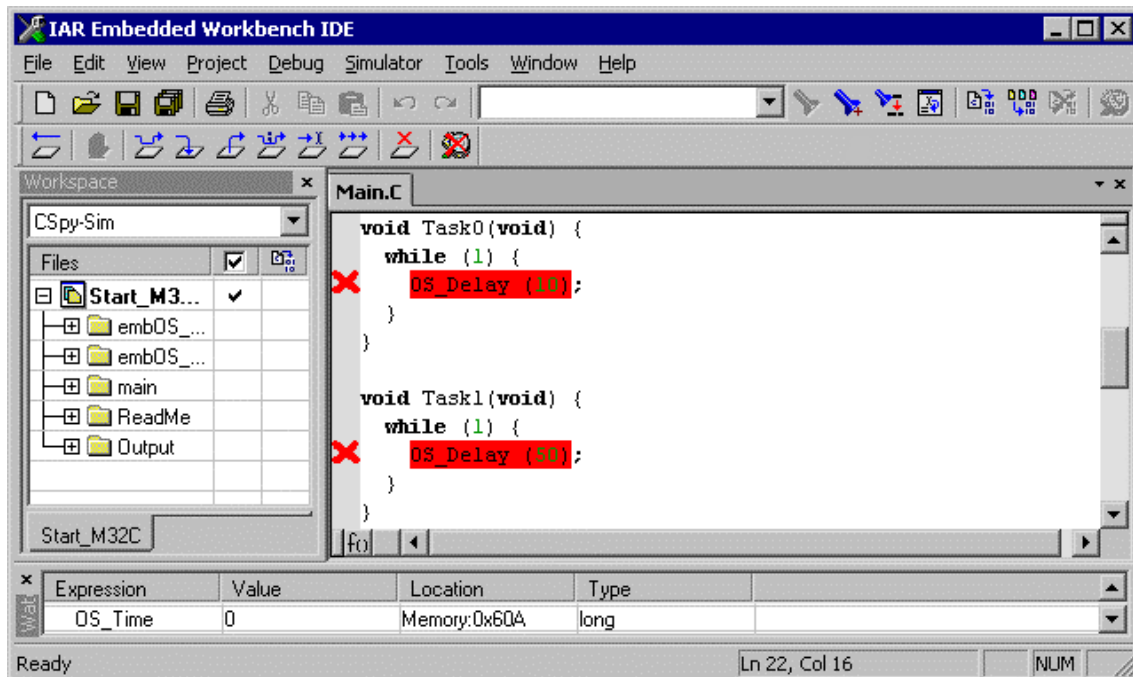 IAR Embedded Workbench IDE
File Edit View Project Debug Simulator Tools Window Help
Workspace
CSpy-Sim
Files
Start_M3...
embOS_...
embOS_...
main
ReadMe
Output
Start_M32C
Main.C
void Task0(void) {
while (1) {
OS_Delay (10);
}
}
void Task1(void) {
while (1) {
OS_Delay (50);
}
}
f()
Wat
Expression Value Location Type
OS_Time 0 Memory:0x60A long
Ready Ln 22, Col 16 NUM